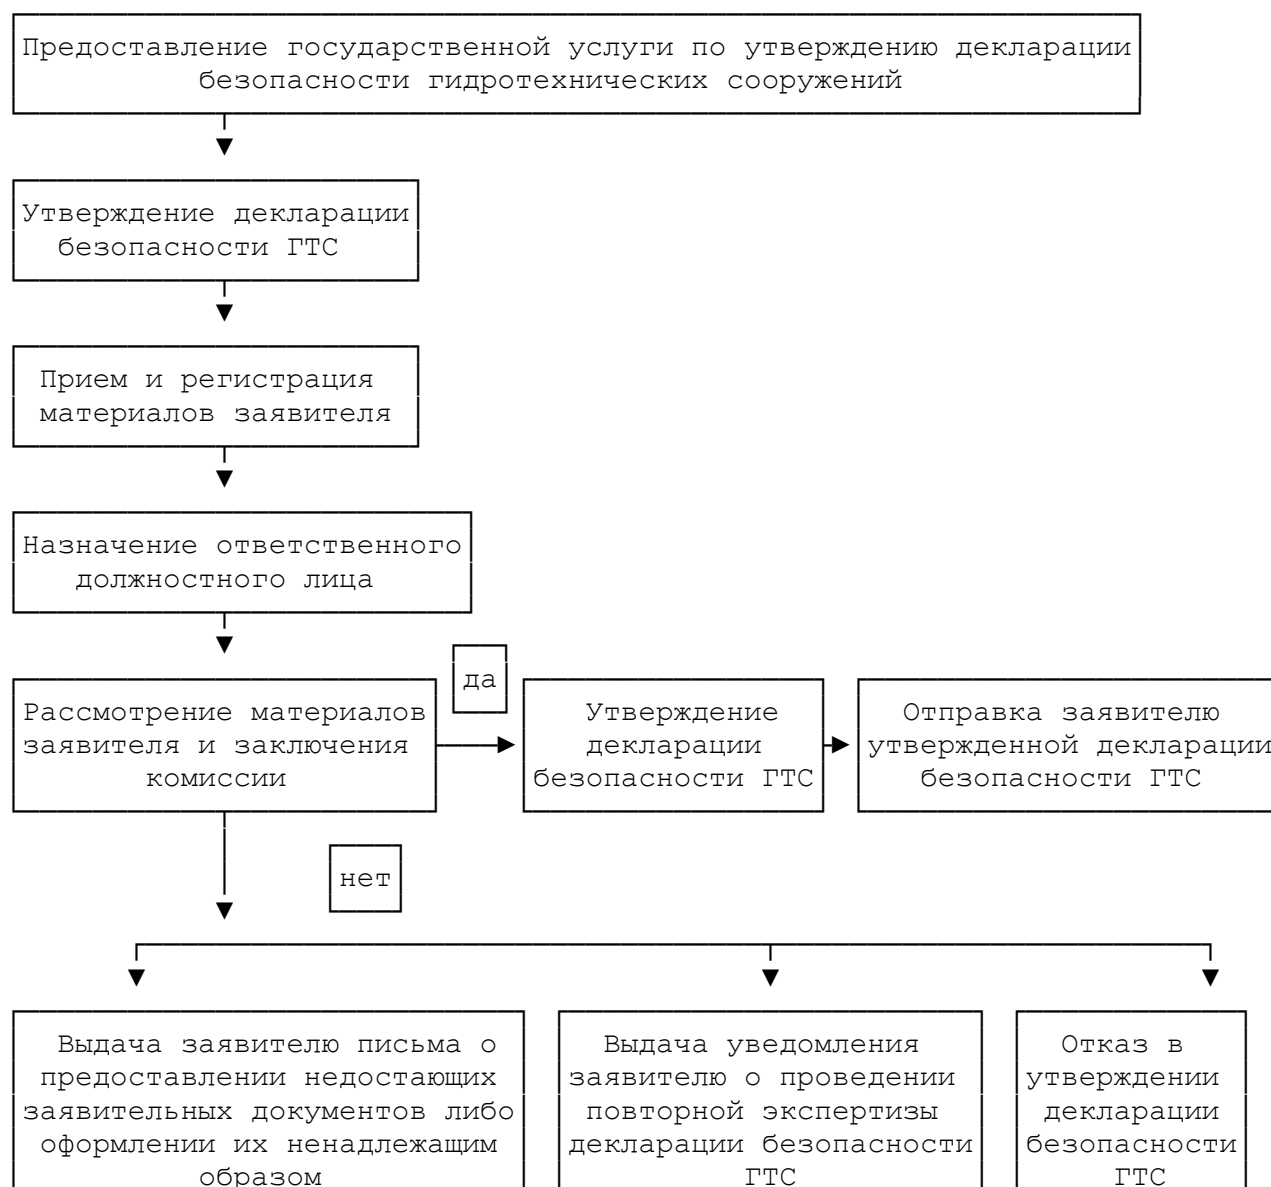 Предоставление государственной услуги по утверждению декларации
безопасности гидротехнических сооружений
Утверждение декларации
безопасности ГТС
Прием и регистрация
материалов заявителя
Назначение ответственного
должностного лица
да
Рассмотрение материалов
заявителя и заключения
комиссии
Утверждение
декларации
безопасности ГТС
Отправка заявителю
утвержденной декларации
безопасности ГТС
нет
Выдача заявителю письма о
предоставлении недостающих
заявительных документов либо
оформлении их ненадлежащим
образом
Выдача уведомления
заявителю о проведении
повторной экспертизы
декларации безопасности
ГТС
Отказ в
утверждении
декларации
безопасности
ГТС